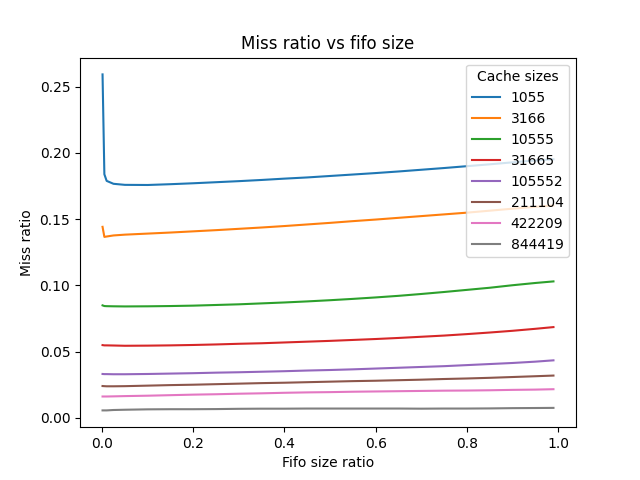 Miss ratio vs fifo size
Cache sizes
1055
3166
10555
31665
105552
211104
422209
844419
0.25
0.20
0.15
0.10
0.05
0.00
Miss ratio
0.0 0.2 0.4 0.6 0.8 1.0
Fifo size ratio